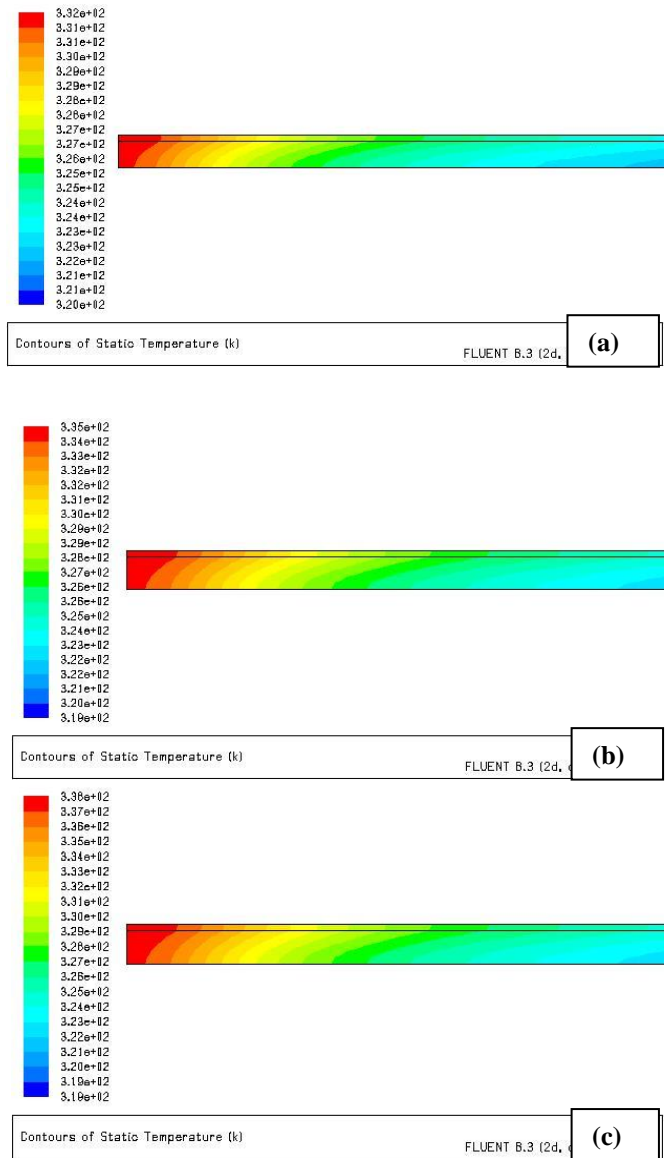 3.32e+02
3.31e+02
3.31e+02
3.30e+02
3.29e+02
3.29e+02
3.28e+02
3.28e+02
3.27e+02
3.27e+02
3.26e+02
3.25e+02
3.25e+02
3.24e+02
3.24e+02
3.23e+02
3.23e+02
3.22e+02
3.21e+02
3.21e+02
3.20e+02
Contours of Static Temperature (k)
FLUENT 6.3 (2d,
(a)
3.35e+02
3.34e+02
3.33e+02
3.32e+02
3.32e+02
3.31e+02
3.30e+02
3.29e+02
3.29e+02
3.28e+02
3.27e+02
3.26e+02
3.26e+02
3.25e+02
3.24e+02
3.23e+02
3.22e+02
3.22e+02
3.21e+02
3.20e+02
3.19e+02
Contours of Static Temperature (k)
FLUENT 6.3 (2d,
(b)
3.38e+02
3.37e+02
3.36e+02
3.35e+02
3.34e+02
3.33e+02
3.32e+02
3.31e+02
3.30e+02
3.29e+02
3.28e+02
3.27e+02
3.26e+02
3.25e+02
3.24e+02
3.23e+02
3.22e+02
3.21e+02
3.20e+02
3.19e+02
3.19e+02
Contours of Static Temperature (k)
FLUENT 6.3 (2d,
(c)